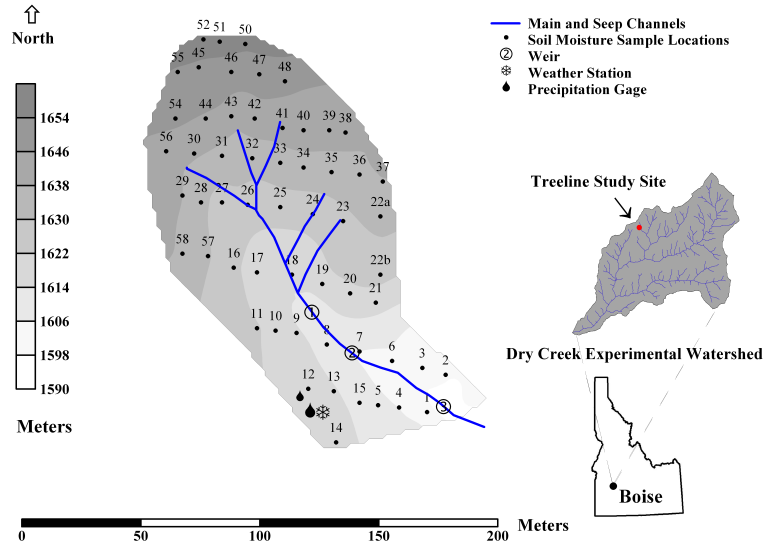 North
Main and Seep Channels
Soil Moisture Sample Locations
② Weir
Weather Station
Precipitation Gage
52 51 50
55 45 46 47 48
54 44 43 42 41 40 39 38
56 30 31 32 33 34 35 36 37
29 28 27 26 25 24 23 22a
58 57 16 17 18 19 20 21 22b
11 10 9 8 7 6 3 2
12 13 15 5 4 1
14
①
②
③
1654
1646
1638
1630
1622
1614
1606
1598
1590
Meters
Treeline Study Site
Dry Creek Experimental Watershed
Boise
0 50 100 150 200 Meters